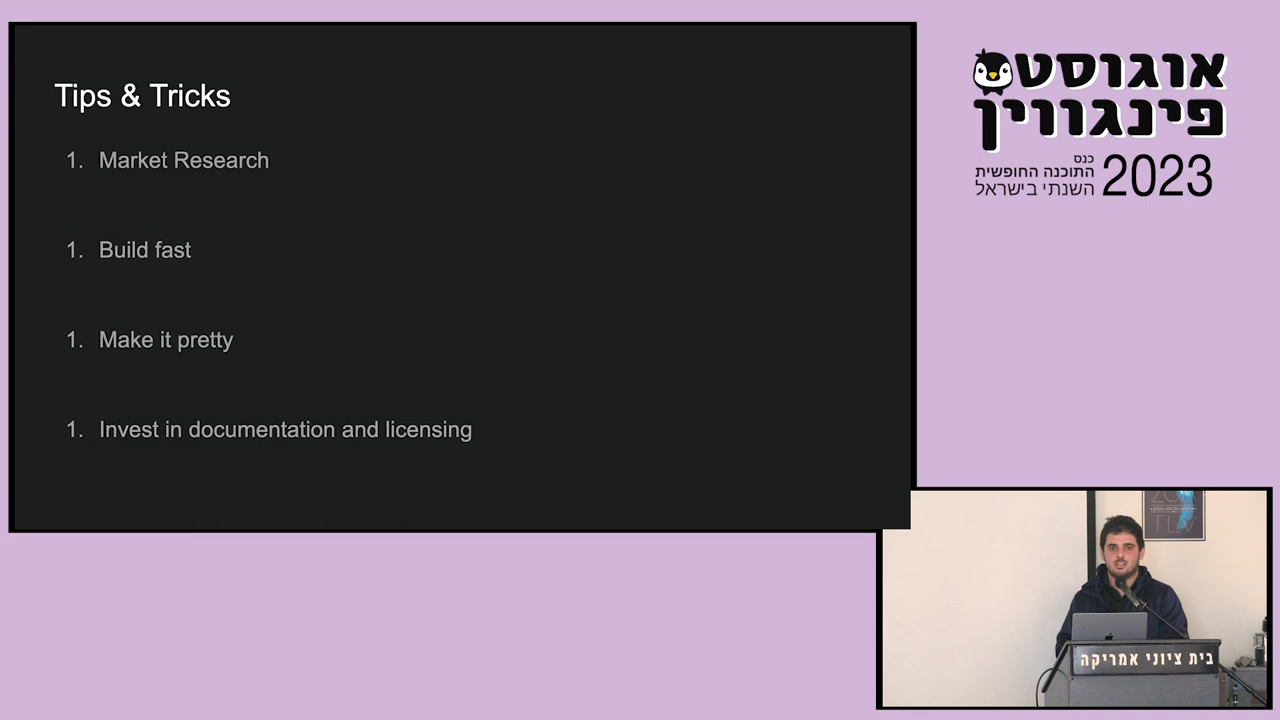 Tips & Tricks
1. Market Research
1. Build fast
1. Make it pretty
1. Invest in documentation and licensing
אוגוסט
פינגווין
כנס
התוכנה החופשית
השנתי בישראל
2023
TLV
בית ציוני אמריקה